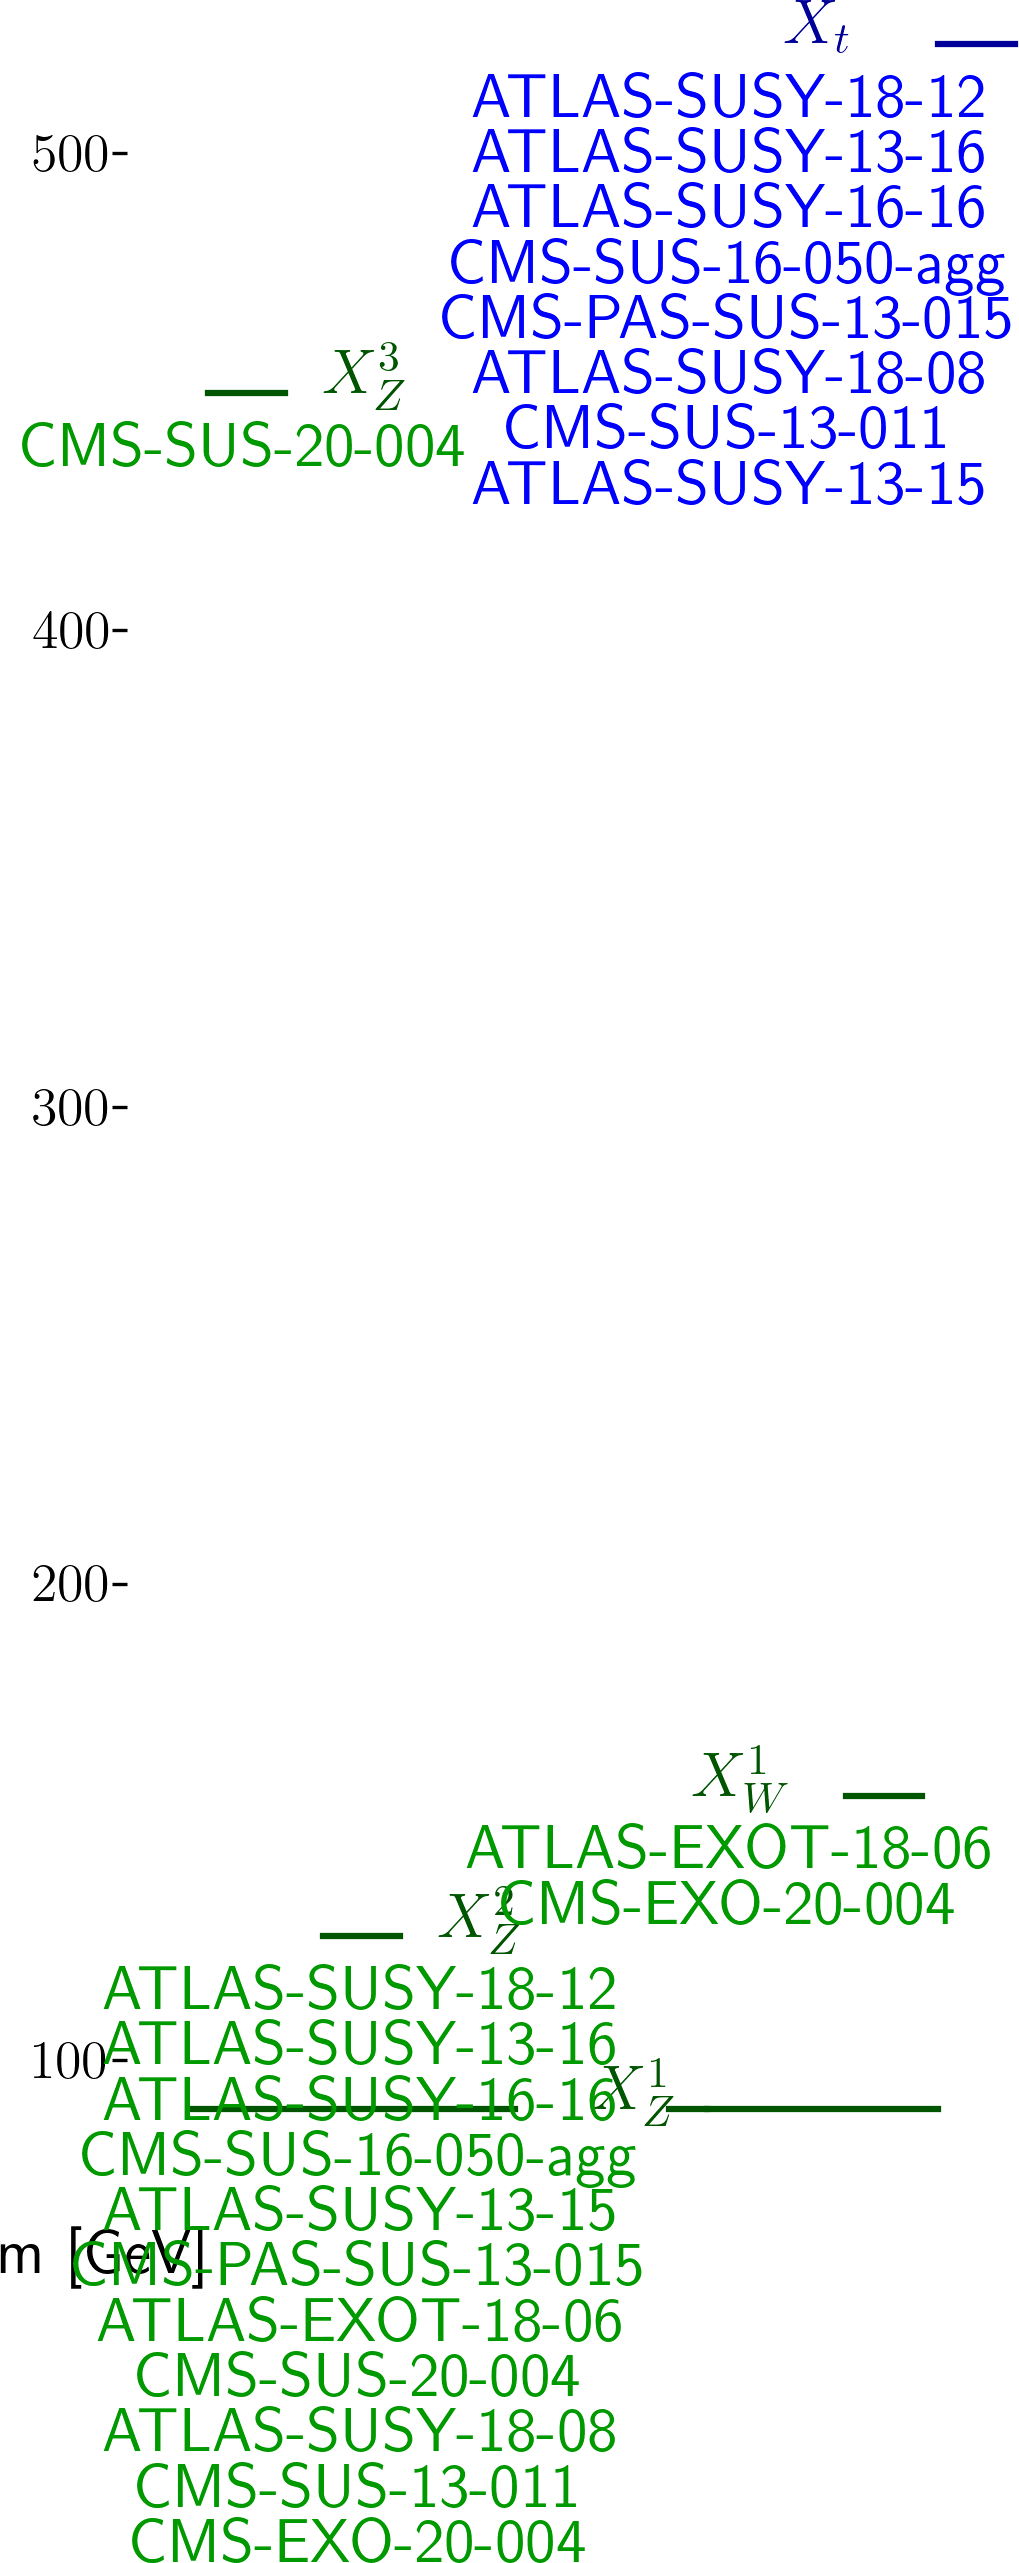 X_t
ATLAS-SUSY-18-12
500-
ATLAS-SUSY-13-16
ATLAS-SUSY-16-16
CMS-SUS-16-050-agg
CMS-PAS-SUS-13-015
X_Z^3
ATLAS-SUSY-18-08
CMS-SUS-13-011
CMS-SUS-20-004
ATLAS-SUSY-13-15
400-
300-
200-
X_W^1
ATLAS-EXOT-18-06
CMS-EXO-20-004
X_Z^2
ATLAS-SUSY-18-12
100-
ATLAS-SUSY-13-16
X_Z^1
ATLAS-SUSY-16-16
CMS-SUS-16-050-agg
ATLAS-SUSY-13-15
m [GeV]
CMS-PAS-SUS-13-015
ATLAS-EXOT-18-06
CMS-SUS-20-004
ATLAS-SUSY-18-08
CMS-SUS-13-011
CMS-EXO-20-004